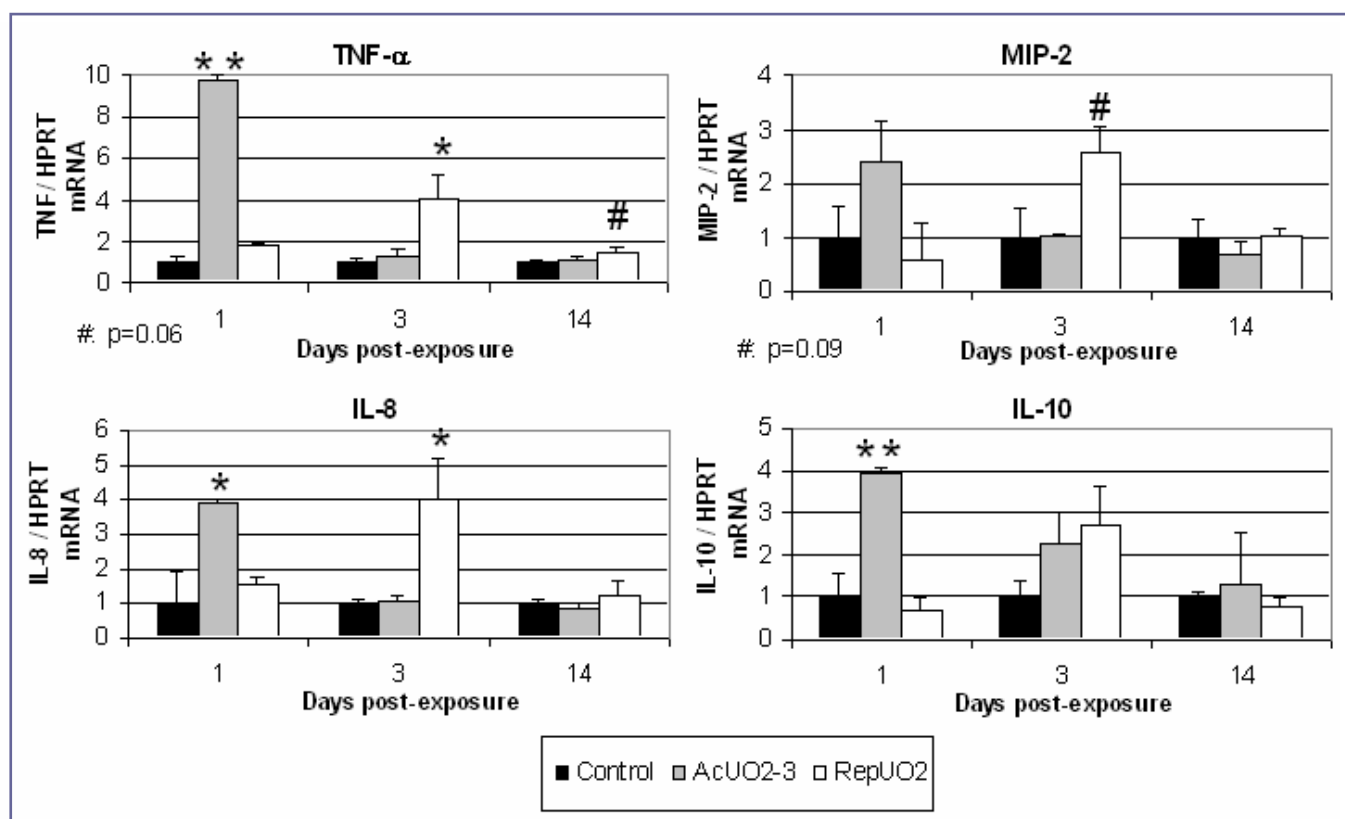 TNF-α
* *
10
8
6
4
2
0
TNF / HPRT
mRNA
*
#
1 3 14
#: p=0.06
Days post-exposure
MIP-2
4
3
2
1
0
MIP-2 / HPRT
mRNA
#
1 3 14
#: p=0.09
Days post-exposure
IL-8
6
5
4
3
2
1
0
IL-8 / HPRT
mRNA
*
*
1 3 14
Days post-exposure
IL-10
5
4
3
2
1
0
IL-10 / HPRT
mRNA
* *
1 3 14
Days post-exposure
Control AcUO2-3 RepUO2